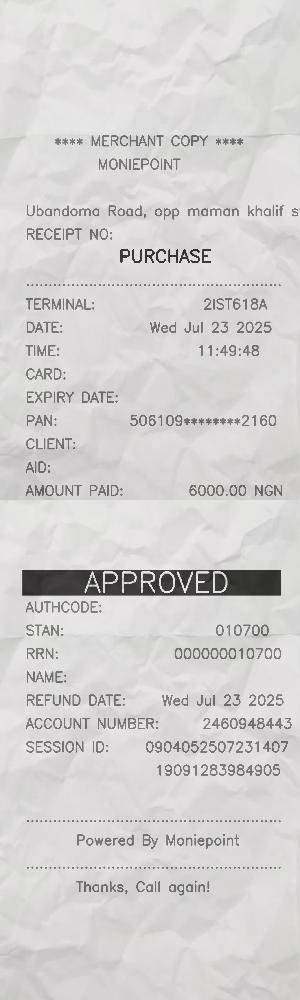 **** MERCHANT COPY ****
MONIEPOINT
Ubandoma Road, opp maman khalif
RECEIPT NO:
PURCHASE
TERMINAL: 2IST618A
DATE: Wed Jul 23 2025
TIME: 11:49:48
CARD:
EXPIRY DATE:
PAN: 506109********2160
CLIENT:
AID:
AMOUNT PAID: 6000.00 NGN
APPROVED
AUTHCODE:
STAN: 010700
RRN: 000000010700
NAME:
REFUND DATE: Wed Jul 23 2025
ACCOUNT NUMBER: 2460948443
SESSION ID: 0904052507231407
19091283984905
Powered By Moniepoint
Thanks, Call again!